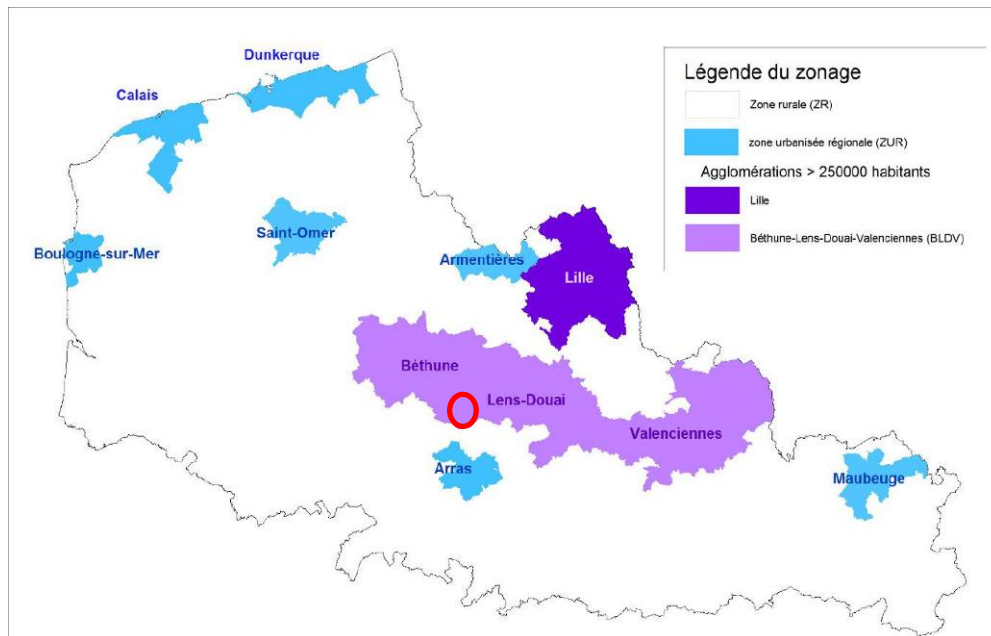 Dunkerque
Calais
Boulogne-sur-Mer
Saint-Omer
Armentières
Lille
Béthune
Lens-Douai
Valenciennes
Arras
Maubeuge
Légende du zonage
Zone rurale (ZR)
zone urbanisée régionale (ZUR)
Agglomérations > 250000 habitants
Lille
Béthune-Lens-Douai-Valenciennes (BLDV)